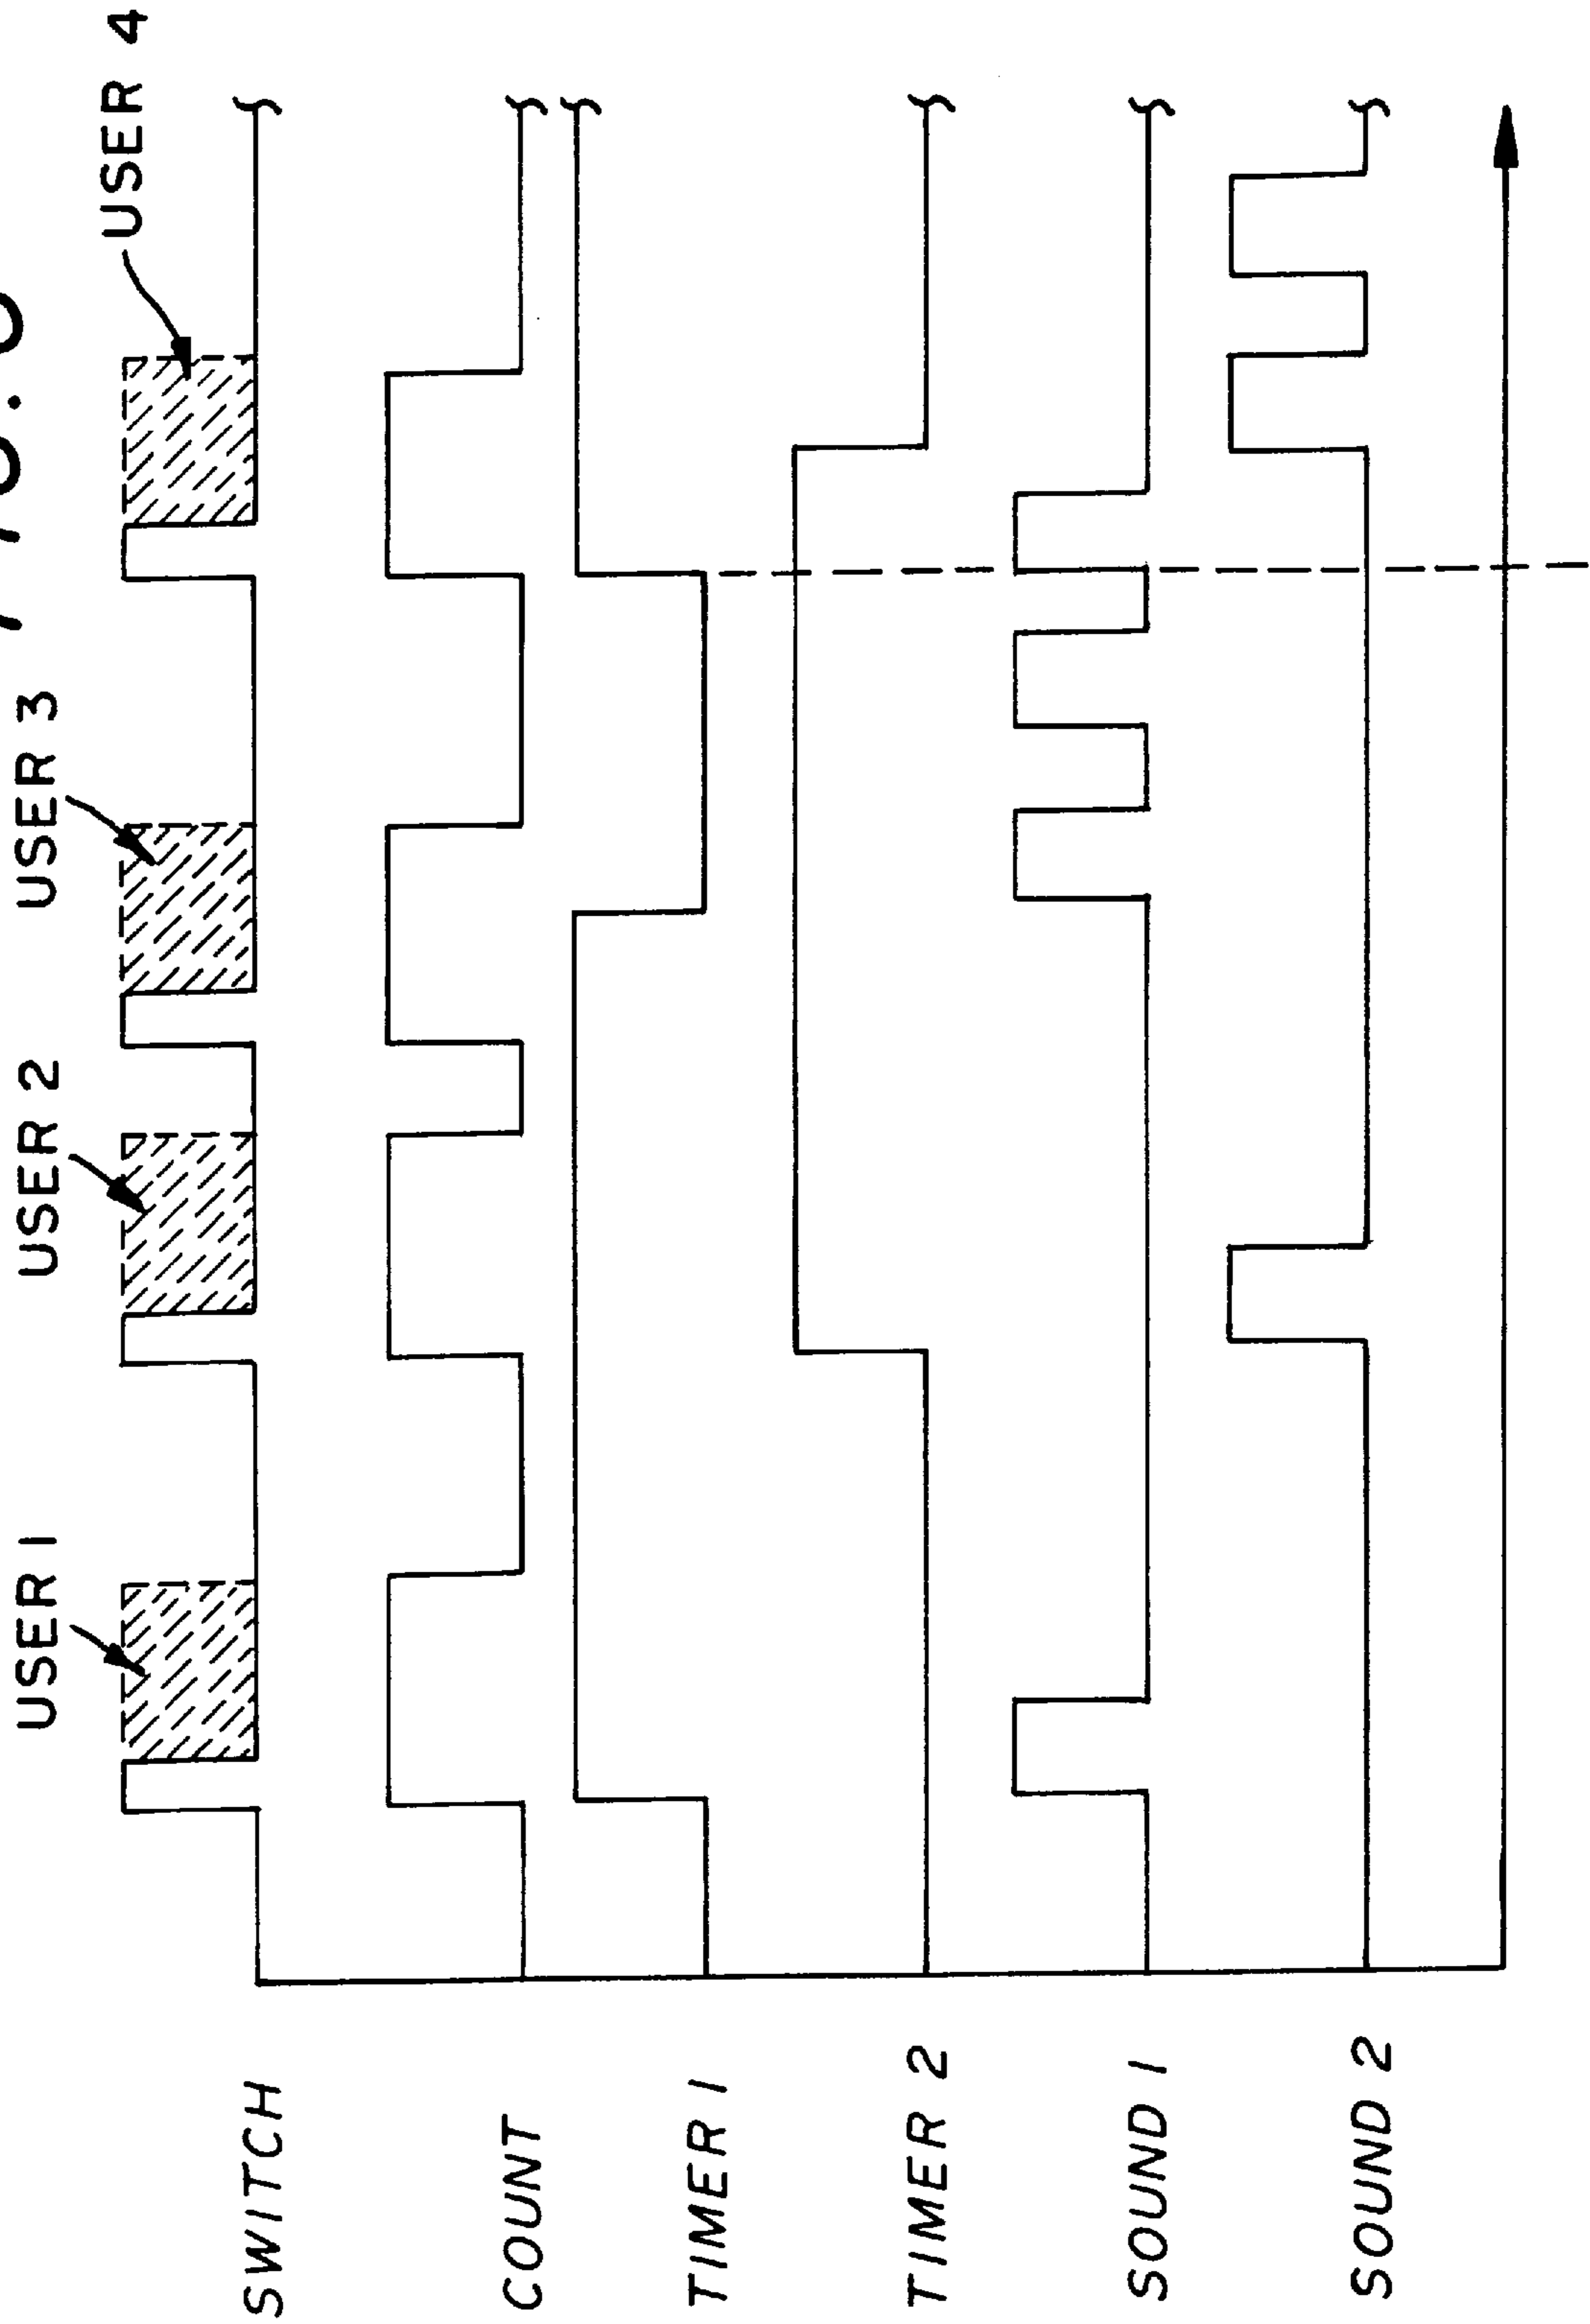 USER 1
USER 2
USER 3
USER 4
SWITCH
COUNT
TIMER 1
TIMER 2
SOUND 1
SOUND 2